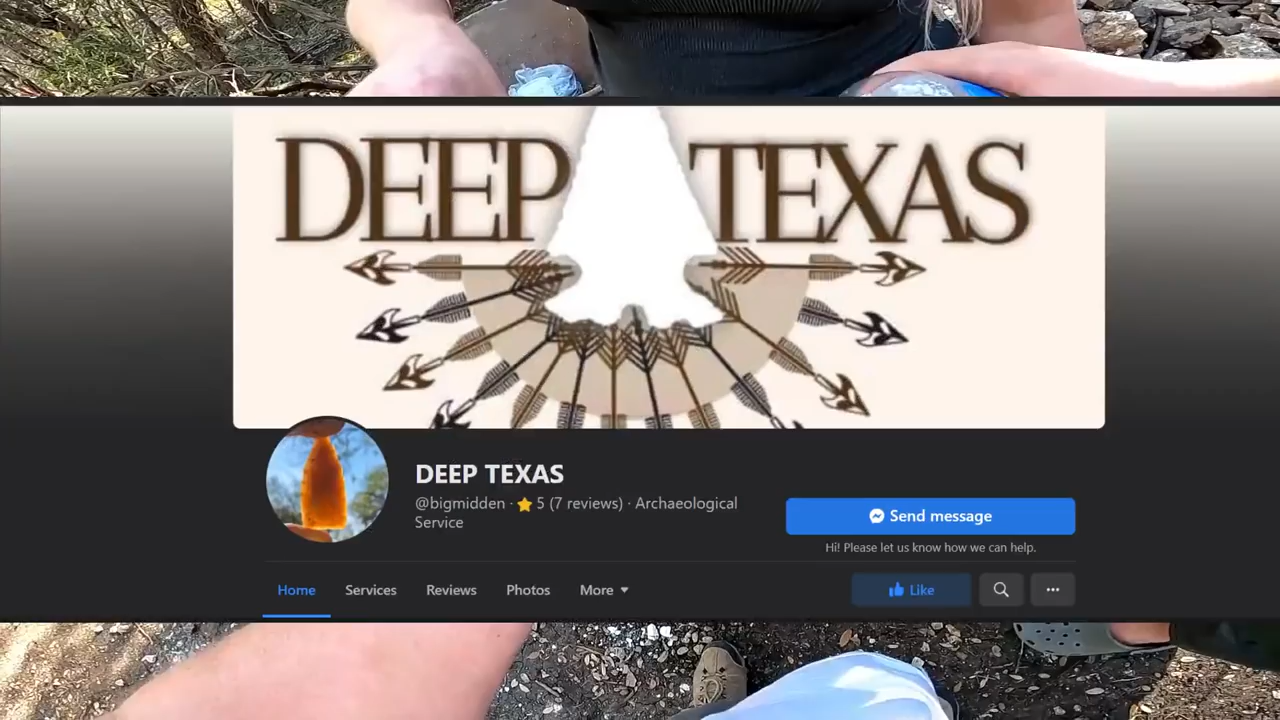 DEEP TEXAS
DEEP TEXAS
@bigmidden · 5 (7 reviews) · Archaeological
Service
Send message
Hi! Please let us know how we can help.
Home Services Reviews Photos More
Like